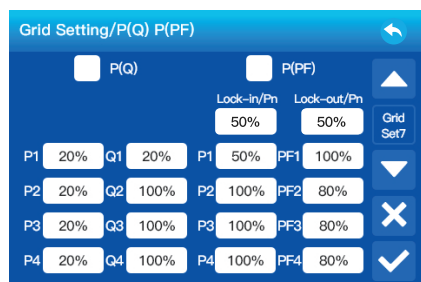 Grid Setting/P(Q) P(PF)
P(Q) P(PF)
Lock-in/Pn Lock-out/Pn
50% 50% Grid
Set7
P1 20% Q1 20% P1 50% PF1 100%
P2 20% Q2 100% P2 100% PF2 80%
P3 20% Q3 100% P3 100% PF3 80%
P4 20% Q4 100% P4 100% PF4 80%